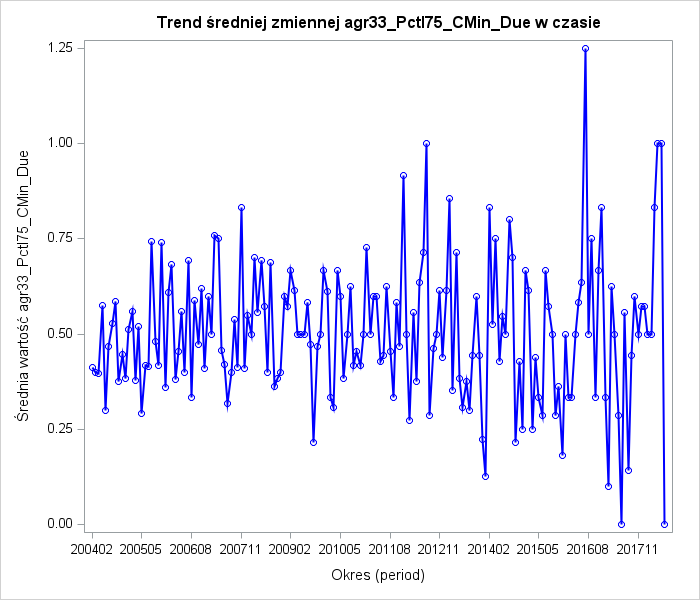 Trend średniej zmiennej agr33_Pctl75_CMin_Due w czasie
Średnia wartość agr33_Pctl75_CMin_Due
1.25
1.00
0.75
0.50
0.25
0.00
200402 200505 200608 200711 200902 201005 201108 201211 201402 201505 201608 201711
Okres (period)